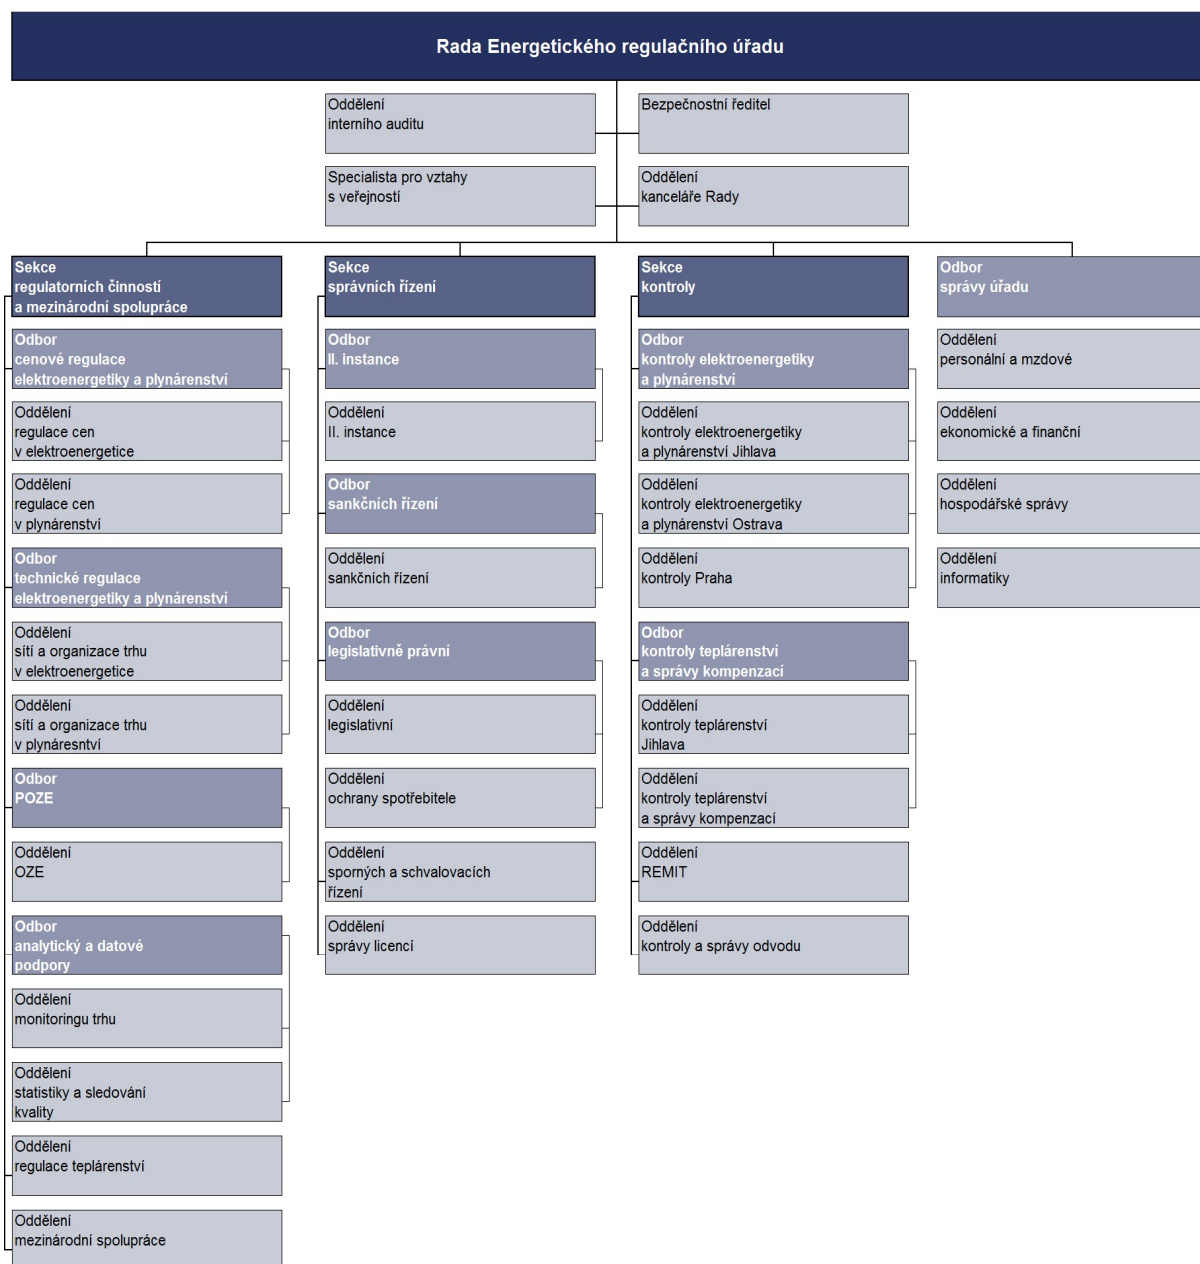 Rada Energetického regulačního úřadu
Oddělení
interního auditu
Bezpečnostní ředitel
Specialista pro vztahy
s veřejností
Oddělení
kanceláře Rady
Sekce
regulatorních činností
a mezinárodní spolupráce
Odbor
cenové regulace
elektroenergetiky a plynárenství
Oddělení
regulace cen
v elektroenergetice
Oddělení
regulace cen
v plynárenství
Odbor
technické regulace
elektroenergetiky a plynárenství
Oddělení
sítí a organizace trhu
v elektroenergetice
Oddělení
sítí a organizace trhu
v plynáresntví
Odbor
POZE
Oddělení
OZE
Odbor
analytický a datové
podpory
Oddělení
monitoringu trhu
Oddělení
statistiky a sledování
kvality
Oddělení
regulace teplárenství
Oddělení
mezinárodní spolupráce
Sekce
správních řízení
Odbor
II. instance
Oddělení
II. instance
Odbor
sankčních řízení
Oddělení
sankčních řízení
Odbor
legislativně právní
Oddělení
legislativní
Oddělení
ochrany spotřebitele
Oddělení
sporných a schvalovacích
řízení
Oddělení
správy licencí
Sekce
kontroly
Odbor
kontroly elektroenergetiky
a plynárenství
Oddělení
kontroly elektroenergetiky
a plynárenství Jihlava
Oddělení
kontroly elektroenergetiky
a plynárenství Ostrava
Oddělení
kontroly Praha
Odbor
kontroly teplárenství
a správy kompenzací
Oddělení
kontroly teplárenství
Jihlava
Oddělení
kontroly teplárenství
a správy kompenzací
Oddělení
REMIT
Oddělení
kontroly a správy odvodu
Odbor
správy úřadu
Oddělení
personální a mzdové
Oddělení
ekonomické a finanční
Oddělení
hospodářské správy
Oddělení
informatiky